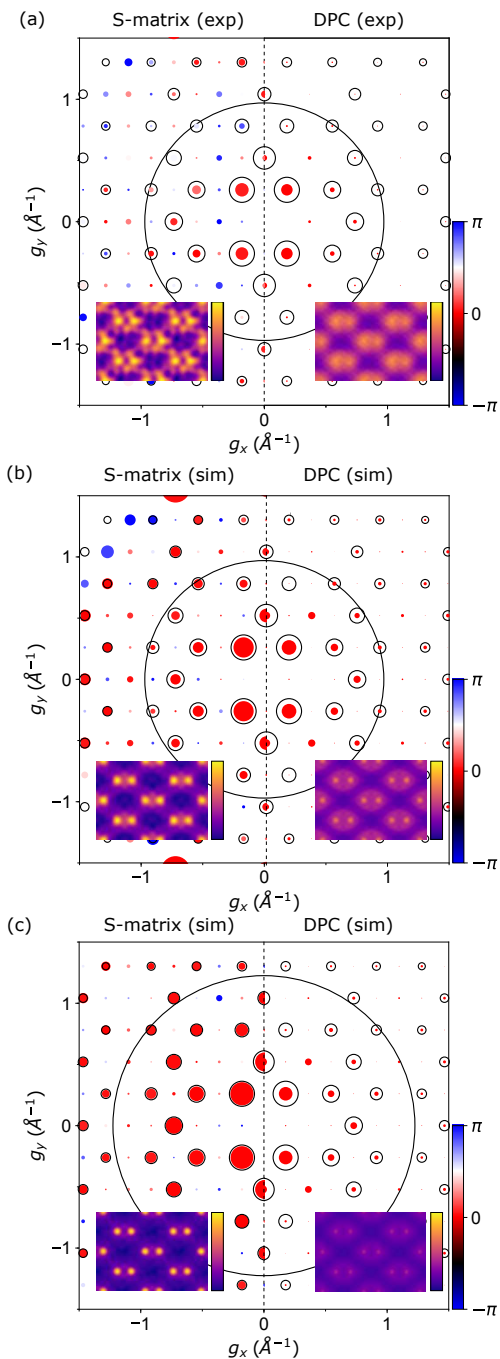 (a)
S-matrix (exp) DPC (exp)
1
0
−1
g_y (Å⁻¹)
π
0
−π
−1 0 1
g_x (Å⁻¹)
(b)
S-matrix (sim) DPC (sim)
1
0
−1
g_y (Å⁻¹)
π
0
−π
−1 0 1
g_x (Å⁻¹)
(c)
S-matrix (sim) DPC (sim)
1
0
−1
g_y (Å⁻¹)
π
0
−π
−1 0 1
g_x (Å⁻¹)